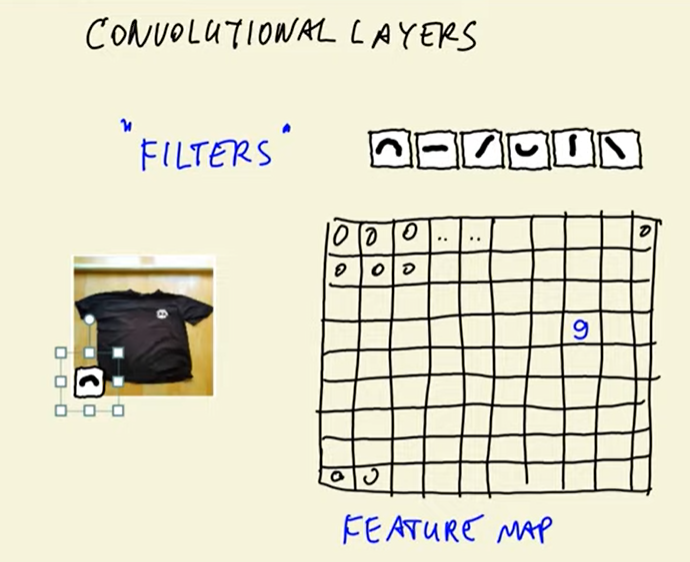 CONVOLUTIONAL LAYERS
"FILTERS"
0 0 0 .. .. 0
0 0 0
9
0 0
FEATURE MAP